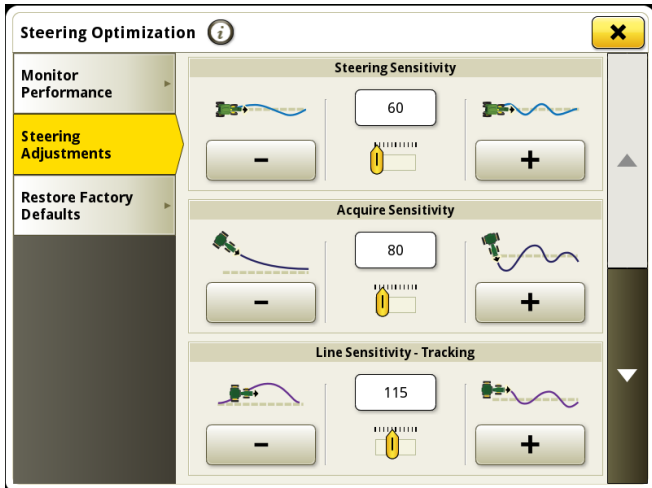 Steering Optimization i
Monitor
Performance
Steering
Adjustments
Restore Factory
Defaults
Steering Sensitivity
60
- +
Acquire Sensitivity
80
- +
Line Sensitivity - Tracking
115
- +